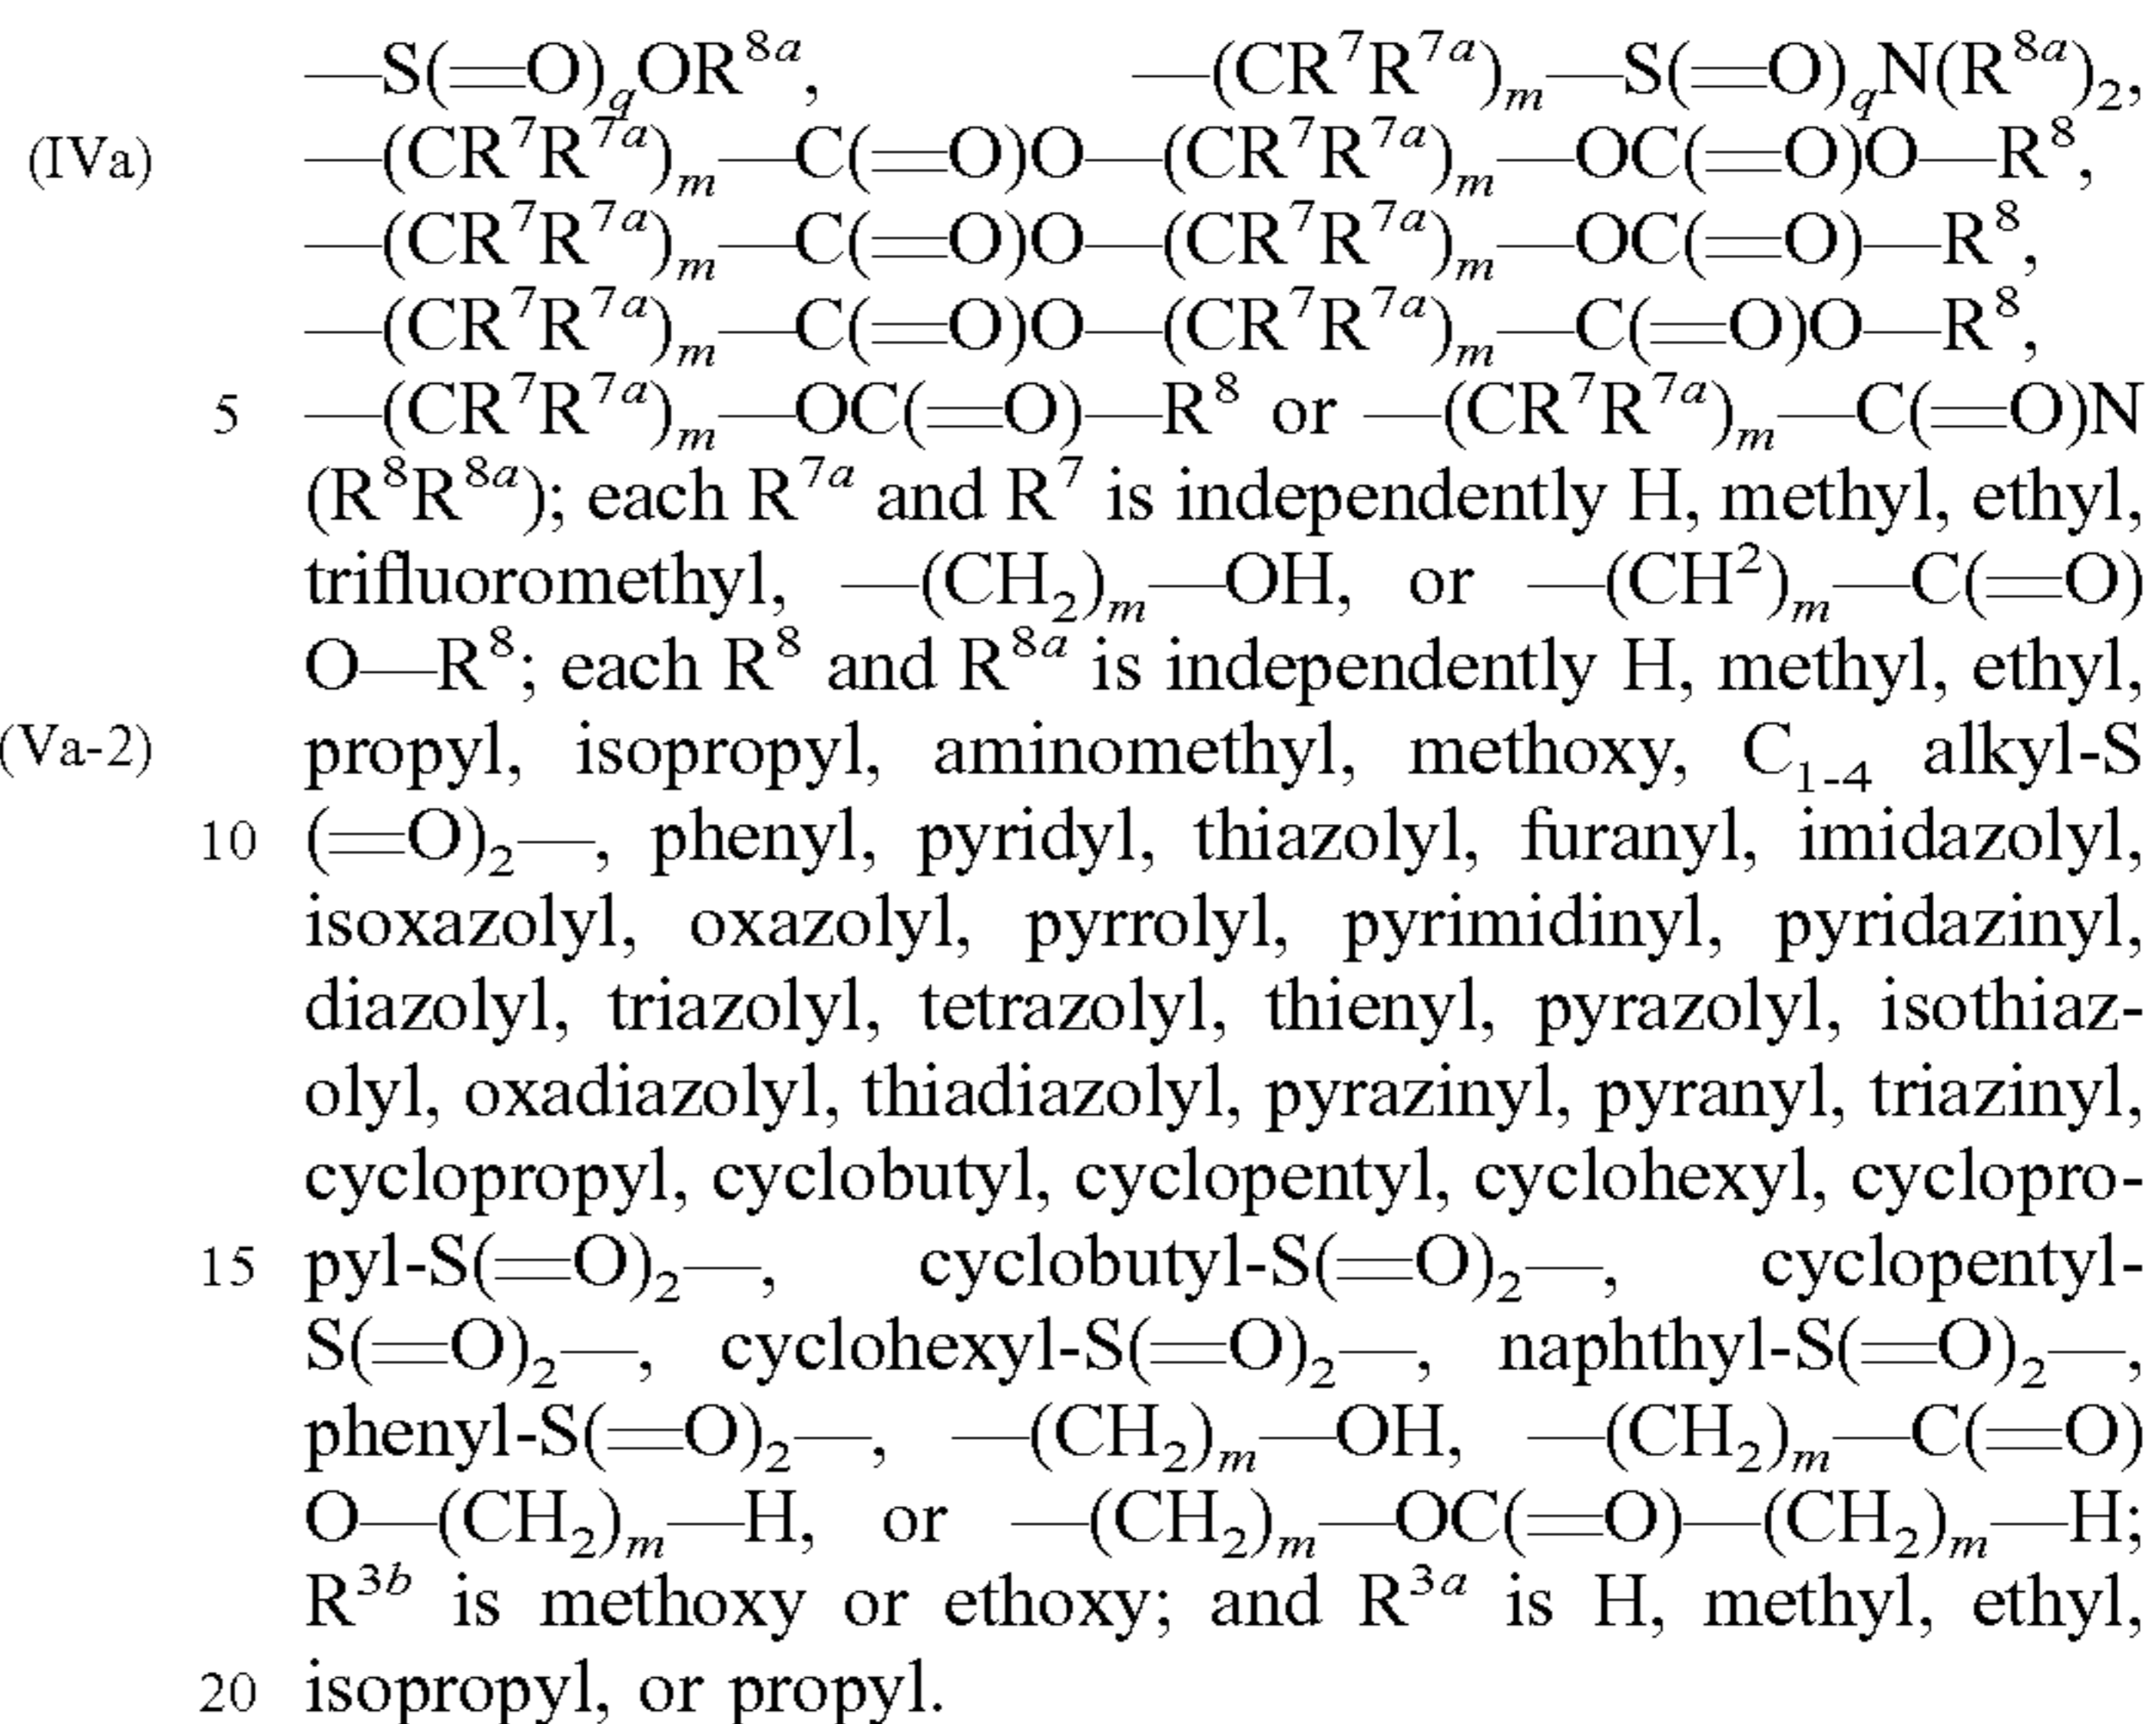 —S(=O)qOR8a, —(CR7R7a)m—S(=O)qN(R8a)2,
(IVa) —(CR7R7a)m—C(=O)O—(CR7R7a)m—OC(=O)O—R8,
—(CR7R7a)m—C(=O)O—(CR7R7a)m—OC(=O)—R8,
—(CR7R7a)m—C(=O)O—(CR7R7a)m—C(=O)O—R8,
5 —(CR7R7a)m—OC(=O)—R8 or —(CR7R7a)m—C(=O)N
(R8R8a); each R7a and R7 is independently H, methyl, ethyl,
trifluoromethyl, —(CH2)m—OH, or —(CH2)m—C(=O)
O—R8; each R8 and R8a is independently H, methyl, ethyl,
(Va-2) propyl, isopropyl, aminomethyl, methoxy, C1-4 alkyl-S
10 (=O)2—, phenyl, pyridyl, thiazolyl, furanyl, imidazolyl,
isoxazolyl, oxazolyl, pyrrolyl, pyrimidinyl, pyridazinyl,
diazolyl, triazolyl, tetrazolyl, thienyl, pyrazolyl, isothiaz-
olyl, oxadiazolyl, thiadiazolyl, pyrazinyl, pyranyl, triazinyl,
cyclopropyl, cyclobutyl, cyclopentyl, cyclohexyl, cyclopro-
15 pyl-S(=O)2—, cyclobutyl-S(=O)2—, cyclopentyl-
S(=O)2—, cyclohexyl-S(=O)2—, naphthyl-S(=O)2—,
phenyl-S(=O)2—, —(CH2)m—OH, —(CH2)m—C(=O)
O—(CH2)m—H, or —(CH2)m—OC(=O)—(CH2)m—H;
R3b is methoxy or ethoxy; and R3a is H, methyl, ethyl,
20 isopropyl, or propyl.